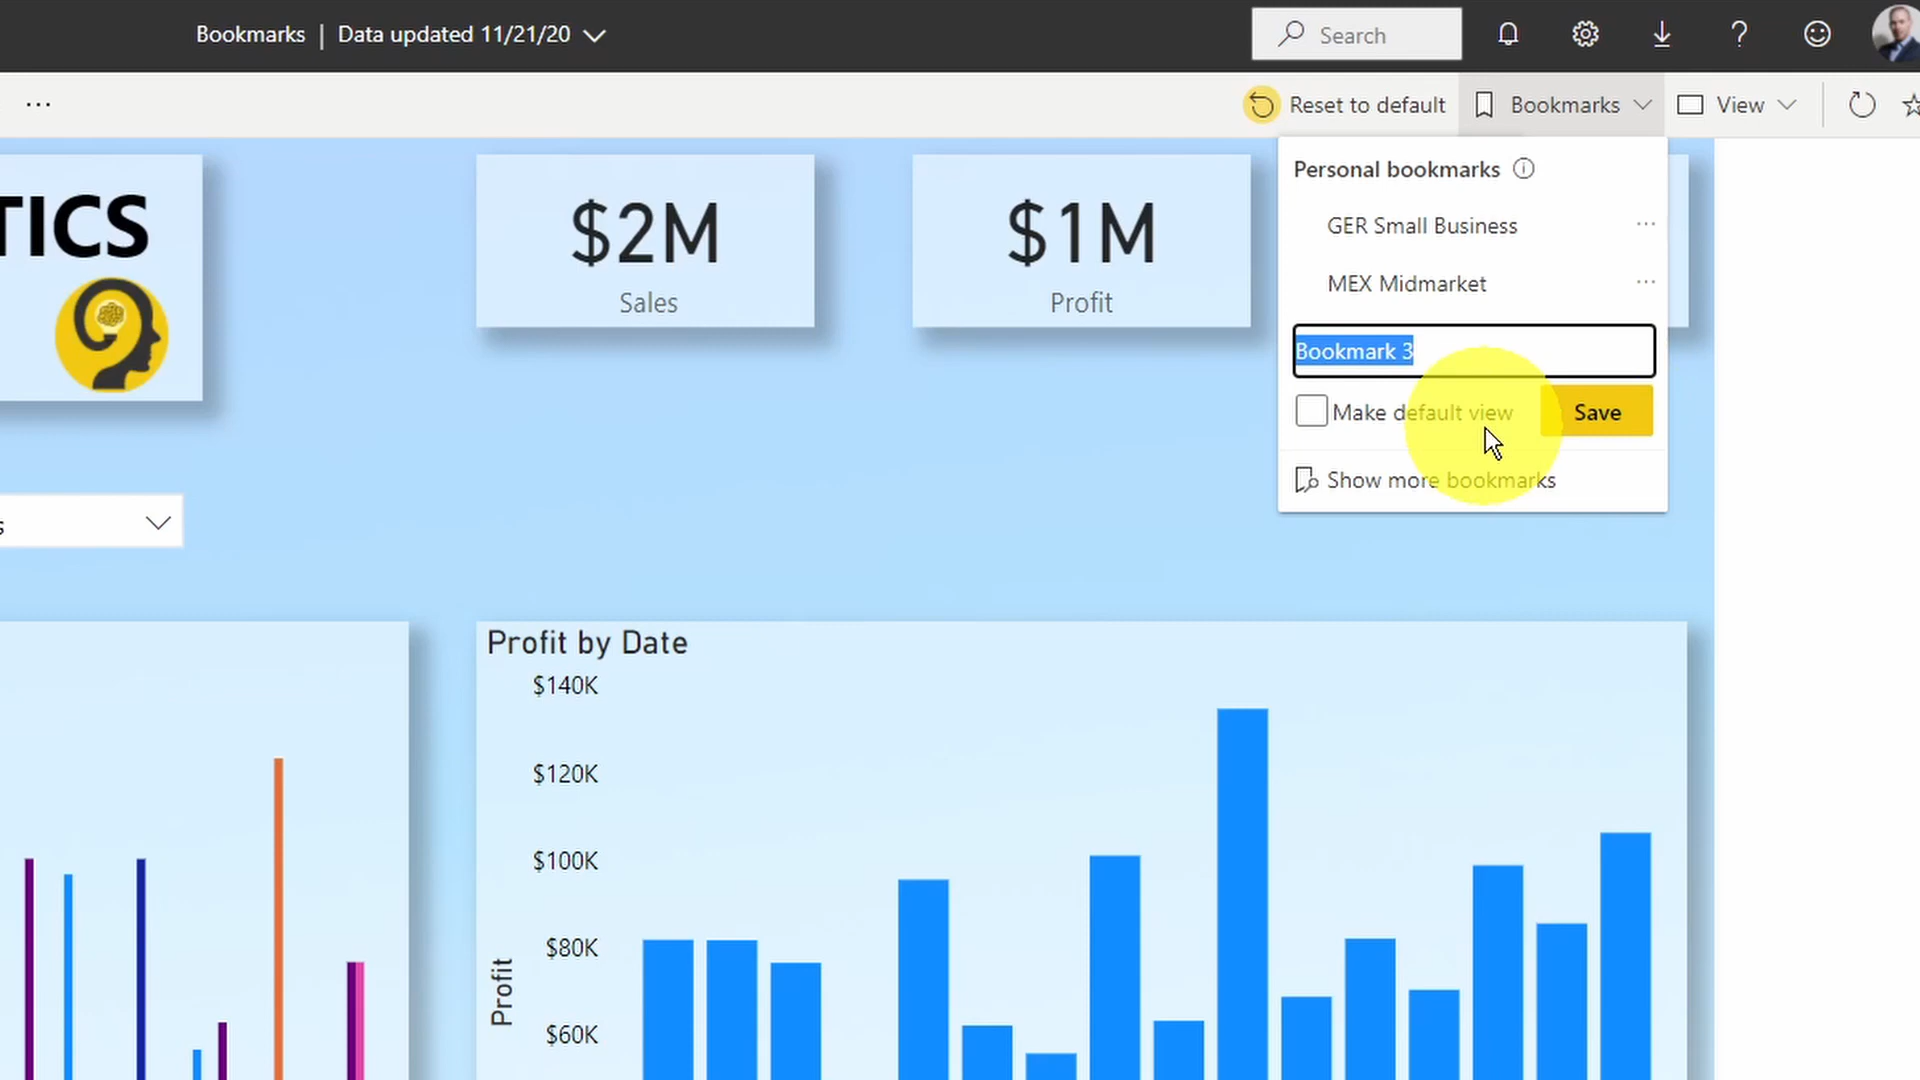 Bookmarks | Data updated 11/21/20
Search
...
Reset to default
Bookmarks
View
TICS
$2M
Sales
$1M
Profit
Personal bookmarks
GER Small Business ...
MEX Midmarket ...
Bookmark 3
Make default view
Save
Show more bookmarks
s
Profit by Date
$140K
$120K
$100K
$80K
$60K
Profit